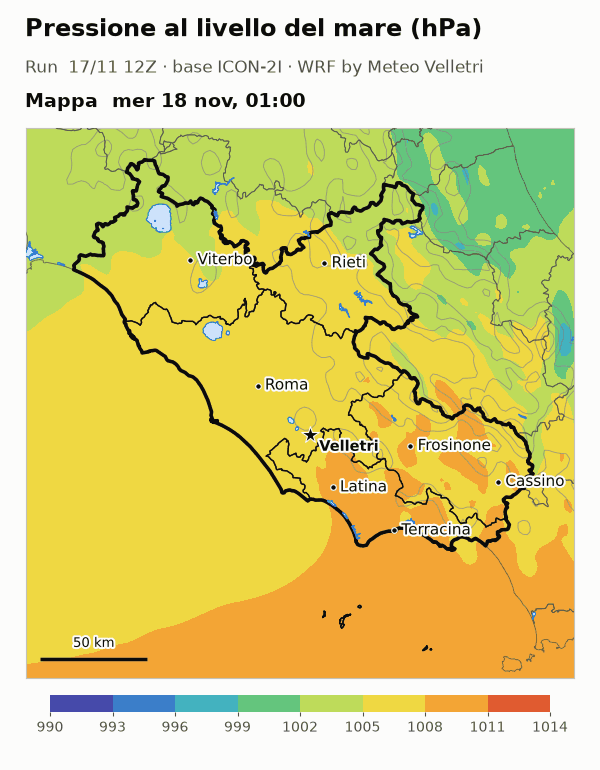 Pressione al livello del mare (hPa)
Run  17/11 12Z · base ICON-2I · WRF by Meteo Velletri
Mappa  mer 18 nov, 01:00
Viterbo
Rieti
Roma
Velletri
Frosinone
Cassino
Latina
Terracina
50 km
990 993 996 999 1002 1005 1008 1011 1014